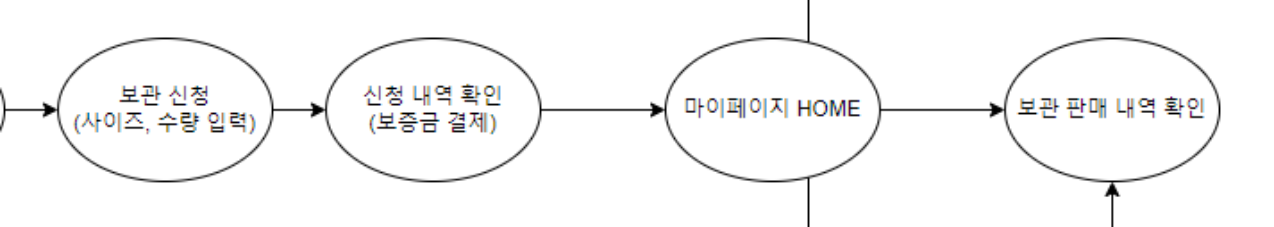 보관 신청
(사이즈, 수량 입력)
신청 내역 확인
(보증금 결제)
마이페이지 HOME
보관 판매 내역 확인